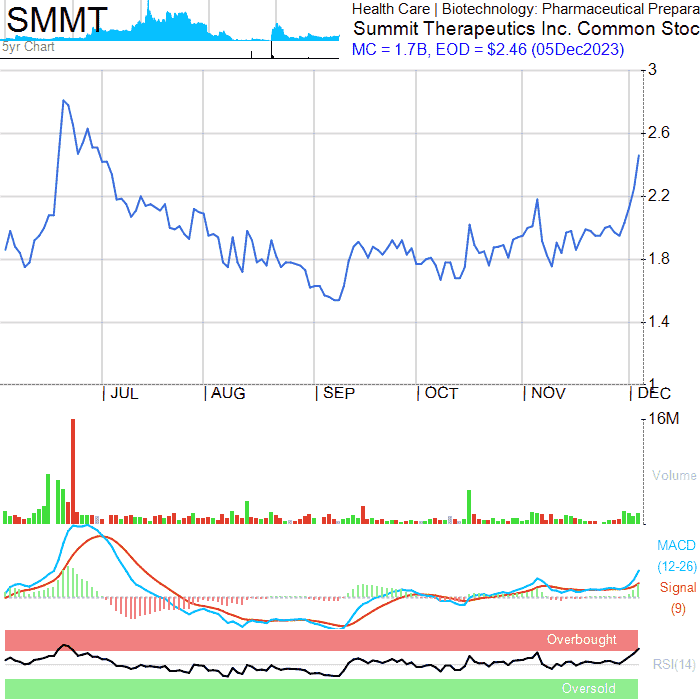 SMMT
5yr Chart
Health Care | Biotechnology: Pharmaceutical Prepara
Summit Therapeutics Inc. Common Stoc
MC = 1.7B, EOD = $2.46 (05Dec2023)
3
2.6
2.2
1.8
1.4
1
| JUL | AUG | SEP | OCT | NOV | DEC
16M
Volume
MACD
(12-26)
Signal
(9)
Overbought
RSI(14)
Oversold